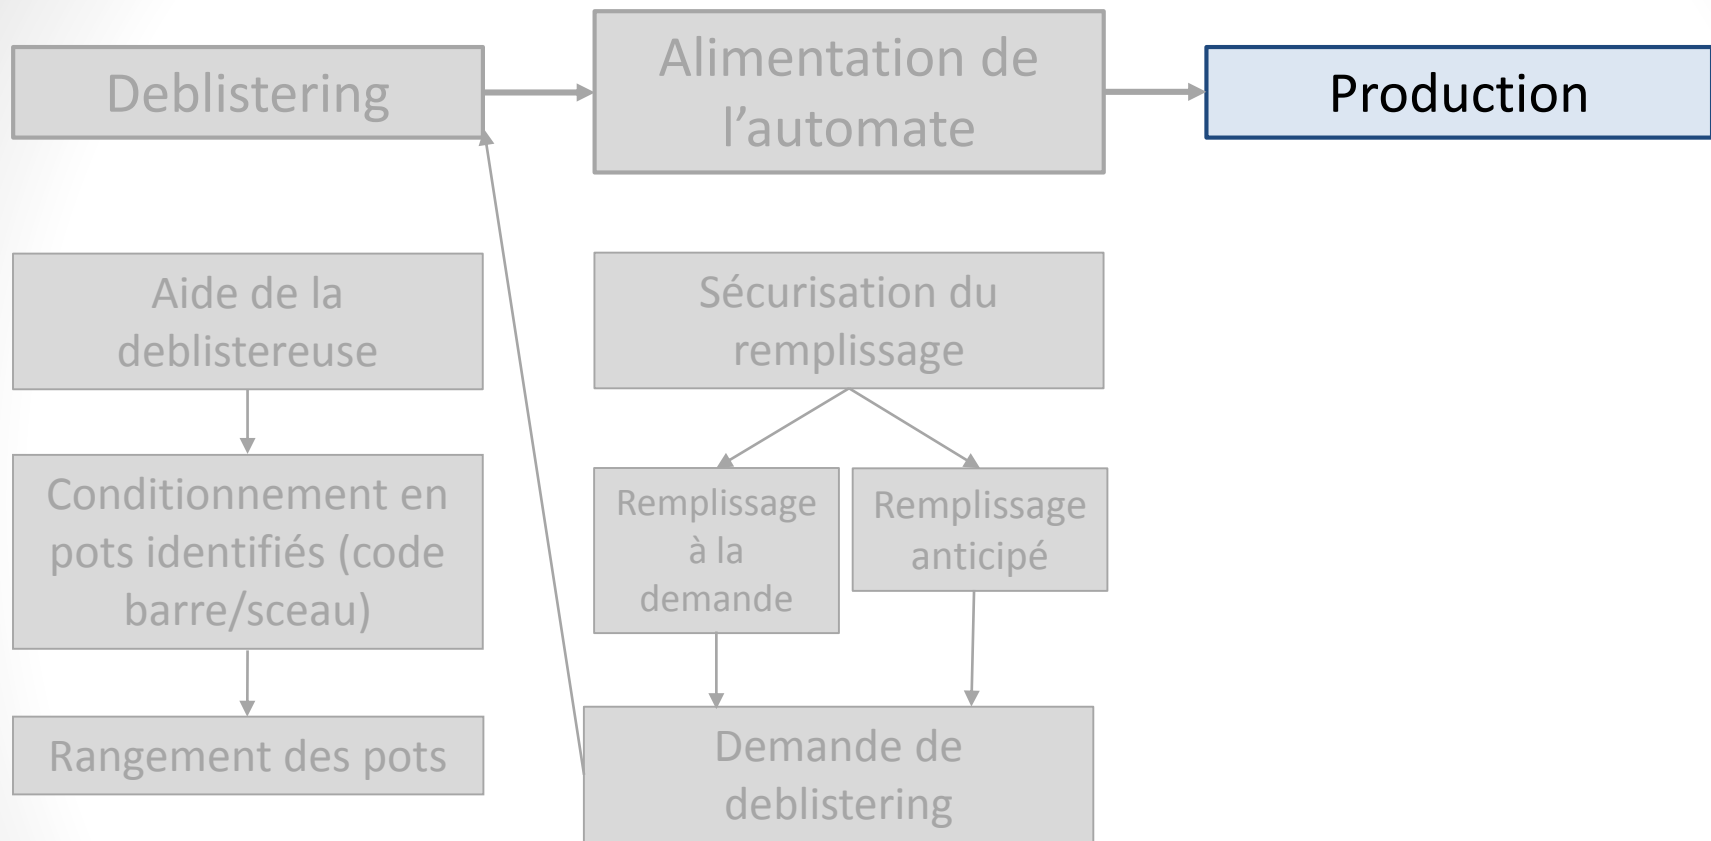 Deblistering
Alimentation de
l’automate
Production
Aide de la
deblistereuse
Conditionnement en
pots identifiés (code
barre/sceau)
Rangement des pots
Sécurisation du
remplissage
Remplissage
à la
demande
Remplissage
anticipé
Demande de
deblistering